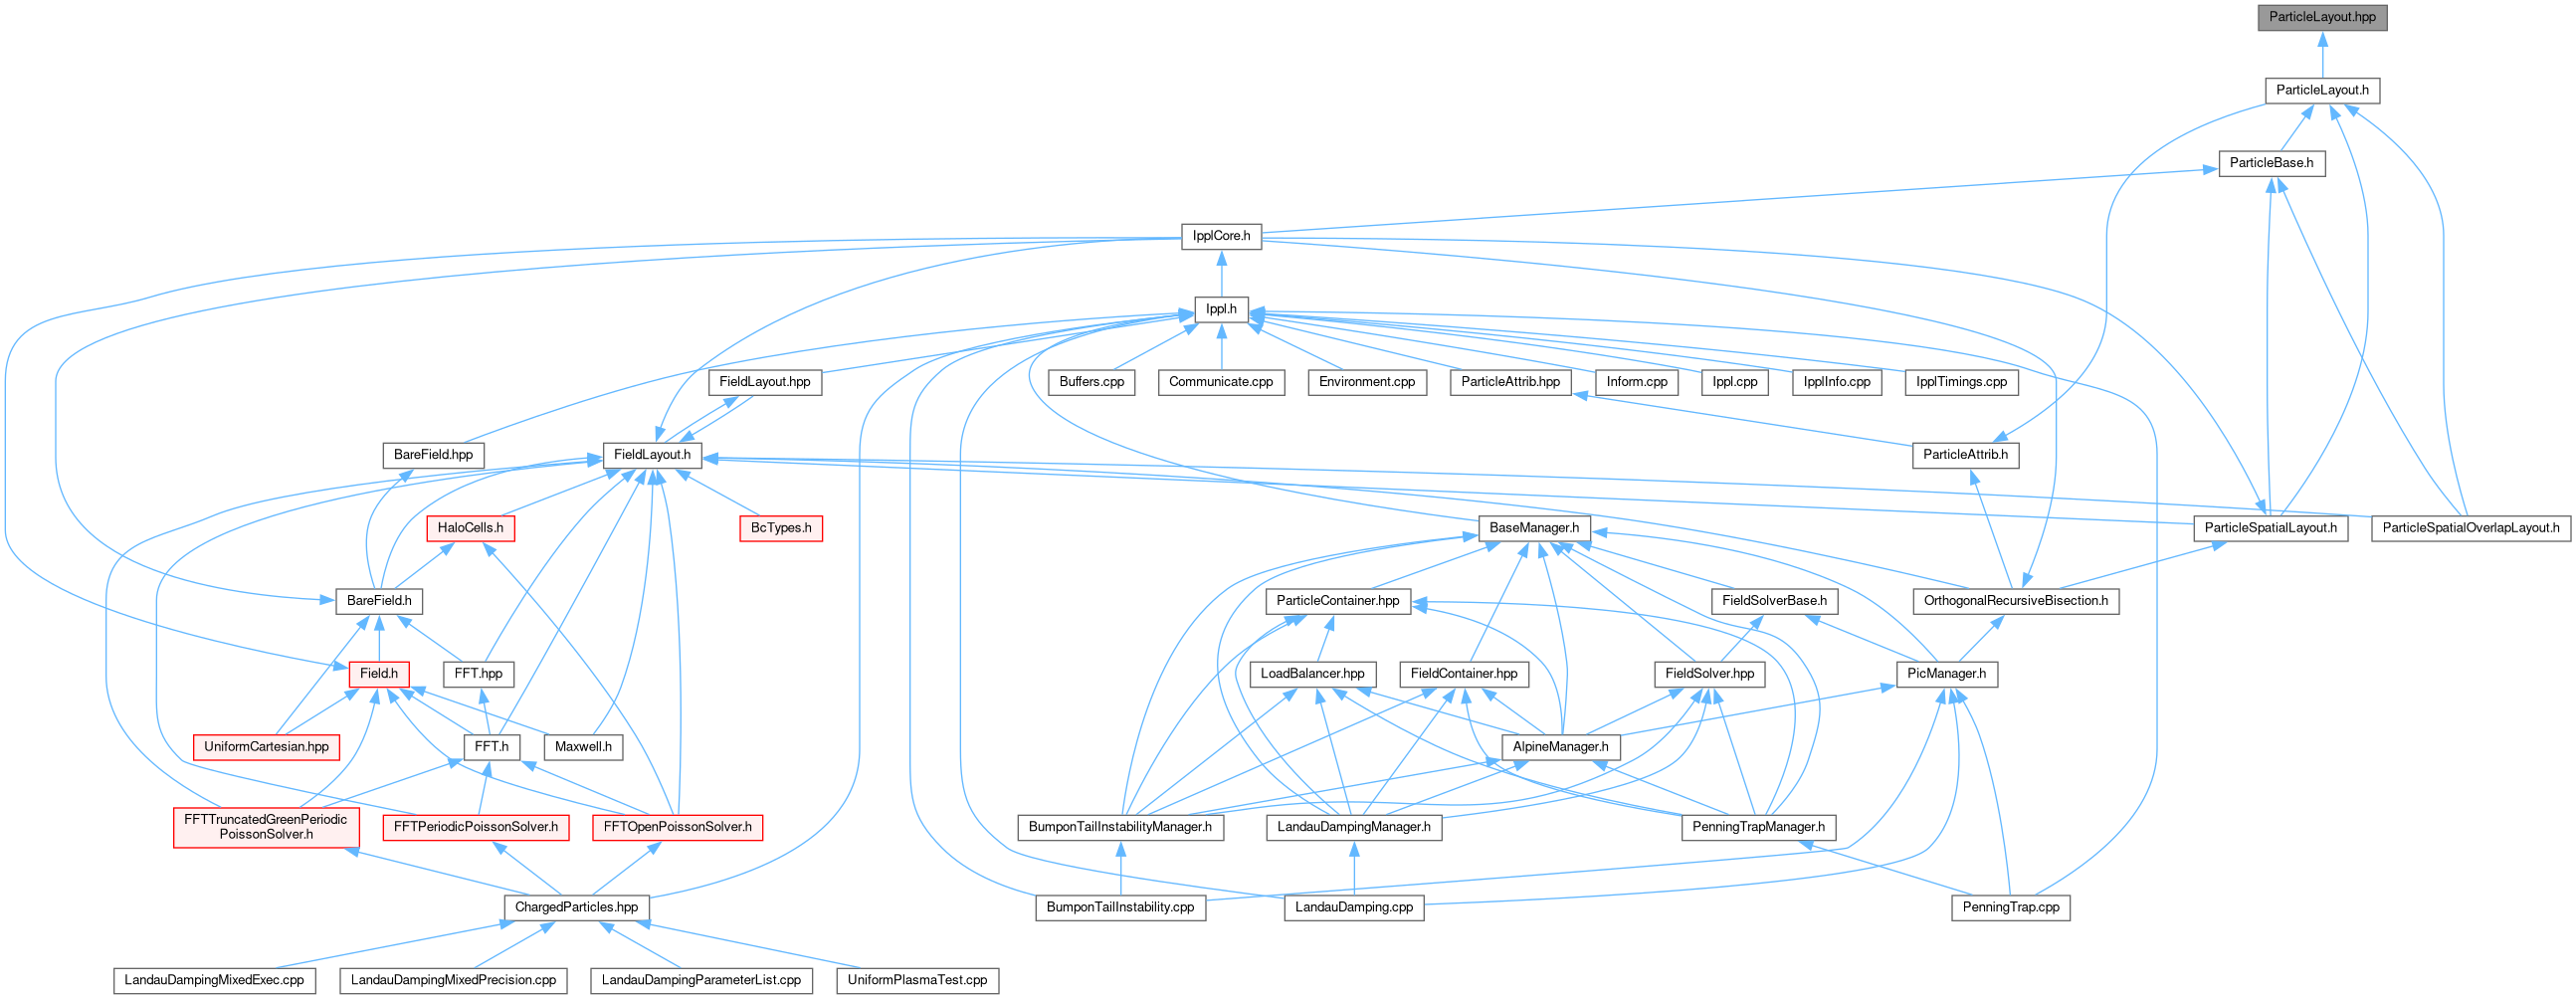 ParticleLayout.hpp
ParticleLayout.h
ParticleBase.h
IpplCore.h
Ippl.h
FieldLayout.hpp
Buffers.cpp
Communicate.cpp
Environment.cpp
ParticleAttrib.hpp
Inform.cpp
Ippl.cpp
IpplInfo.cpp
IpplTimings.cpp
BareField.hpp
FieldLayout.h
ParticleAttrib.h
HaloCells.h
BcTypes.h
BaseManager.h
ParticleSpatialLayout.h
ParticleSpatialOverlapLayout.h
BareField.h
ParticleContainer.hpp
FieldSolverBase.h
OrthogonalRecursiveBisection.h
Field.h
FFT.hpp
LoadBalancer.hpp
FieldContainer.hpp
FieldSolver.hpp
PicManager.h
UniformCartesian.hpp
FFT.h
Maxwell.h
AlpineManager.h
FFTTruncatedGreenPeriodic
PoissonSolver.h
FFTPeriodicPoissonSolver.h
FFTOpenPoissonSolver.h
BumponTailInstabilityManager.h
LandauDampingManager.h
PenningTrapManager.h
ChargedParticles.hpp
BumponTailInstability.cpp
LandauDamping.cpp
PenningTrap.cpp
LandauDampingMixedExec.cpp
LandauDampingMixedPrecision.cpp
LandauDampingParameterList.cpp
UniformPlasmaTest.cpp